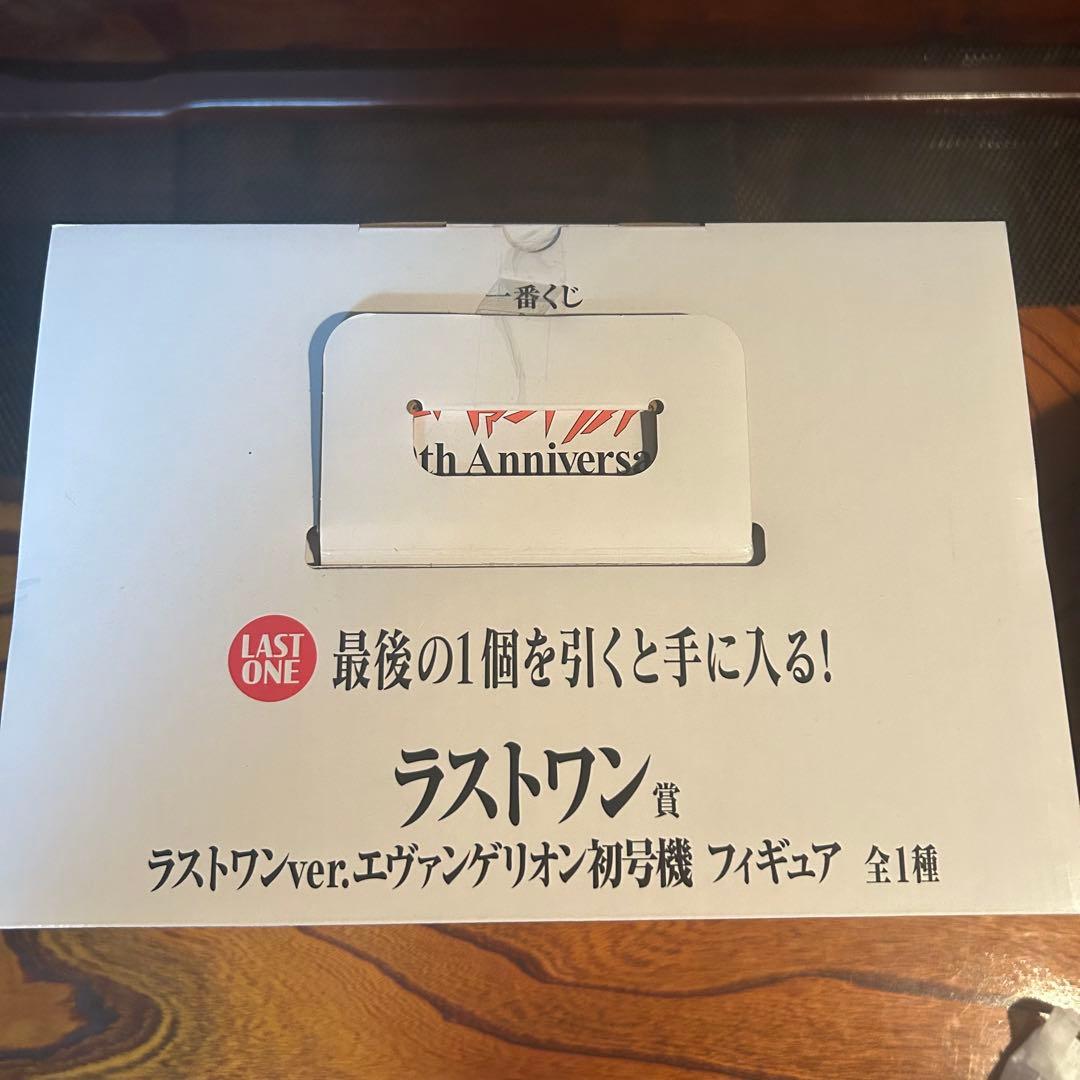 一番くじ
th Anniversa
LAST
ONE
最後の1個を引くと手に入る!
ラストワン賞
ラストワンver.エヴァンゲリオン初号機 フィギュア 全1種